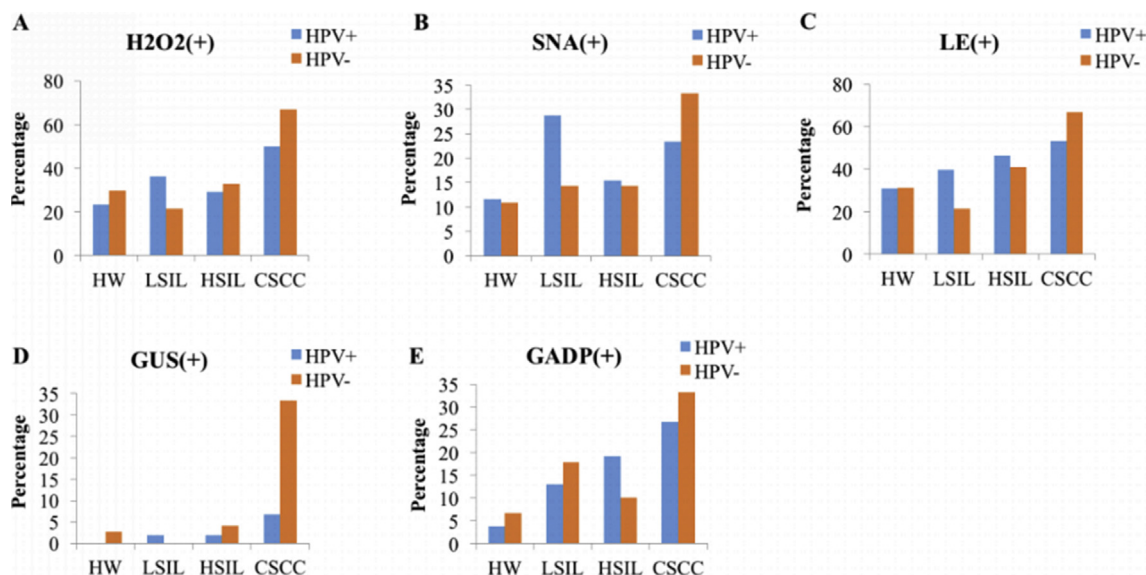 A
H2O2(+)
HPV+
HPV-
Percentage
80
60
40
20
0
HW LSIL HSIL CSCC
B
SNA(+)
HPV+
HPV-
Percentage
35
30
25
20
15
10
5
0
HW LSIL HSIL CSCC
C
LE(+)
HPV+
HPV-
Percentage
80
60
40
20
0
HW LSIL HSIL CSCC
D
GUS(+)
HPV+
HPV-
Percentage
35
30
25
20
15
10
5
0
HW LSIL HSIL CSCC
E
GADP(+)
HPV+
HPV-
Percentage
35
30
25
20
15
10
5
0
HW LSIL HSIL CSCC